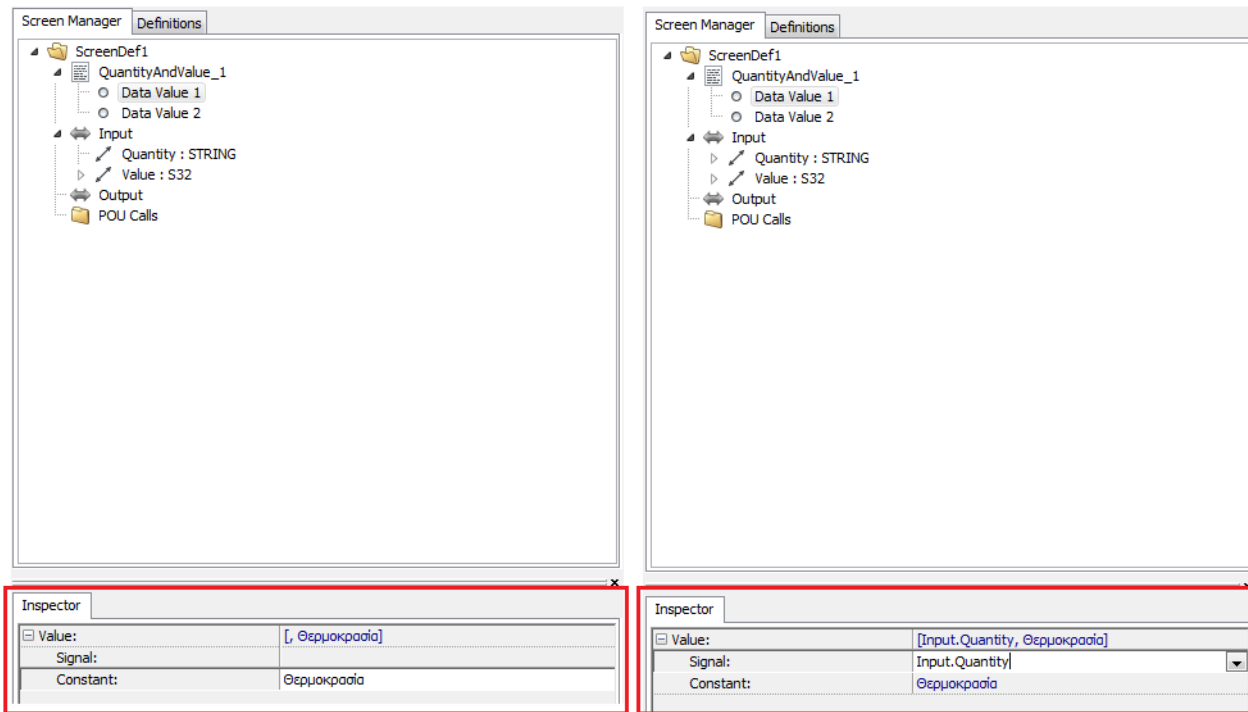 Screen Manager
Definitions
ScreenDef1
QuantityAndValue_1
Data Value 1
Data Value 2
Input
Quantity : STRING
Value : S32
Output
POU Calls
x
Inspector
Value:
[, Θερμοκρασία]
Signal:
Constant:
Θερμοκρασία
Screen Manager
Definitions
ScreenDef1
QuantityAndValue_1
Data Value 1
Data Value 2
Input
Quantity : STRING
Value : S32
Output
POU Calls
Inspector
Value:
[Input.Quantity, Θερμοκρασία]
Signal:
Input.Quantity
Constant:
Θερμοκρασία